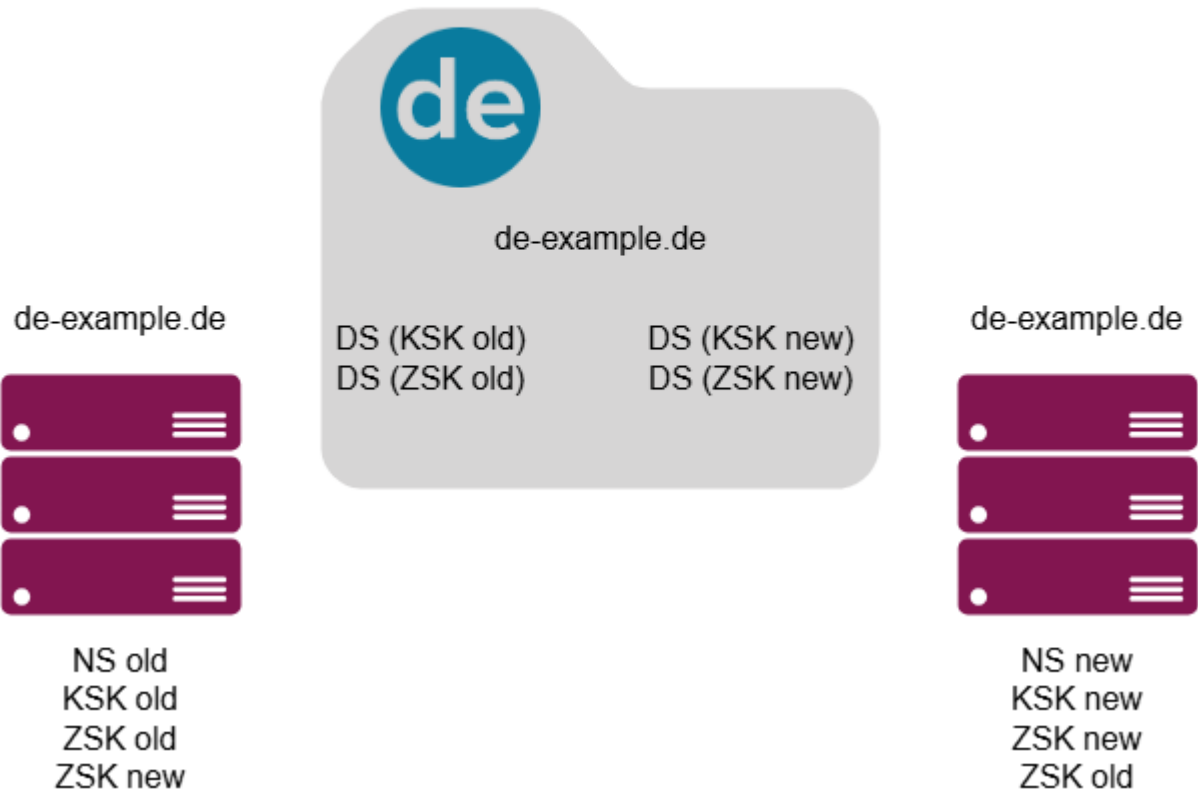 de
de-example.de
DS (KSK old)
DS (ZSK old)
DS (KSK new)
DS (ZSK new)
de-example.de
NS old
KSK old
ZSK old
ZSK new
de-example.de
NS new
KSK new
ZSK new
ZSK old